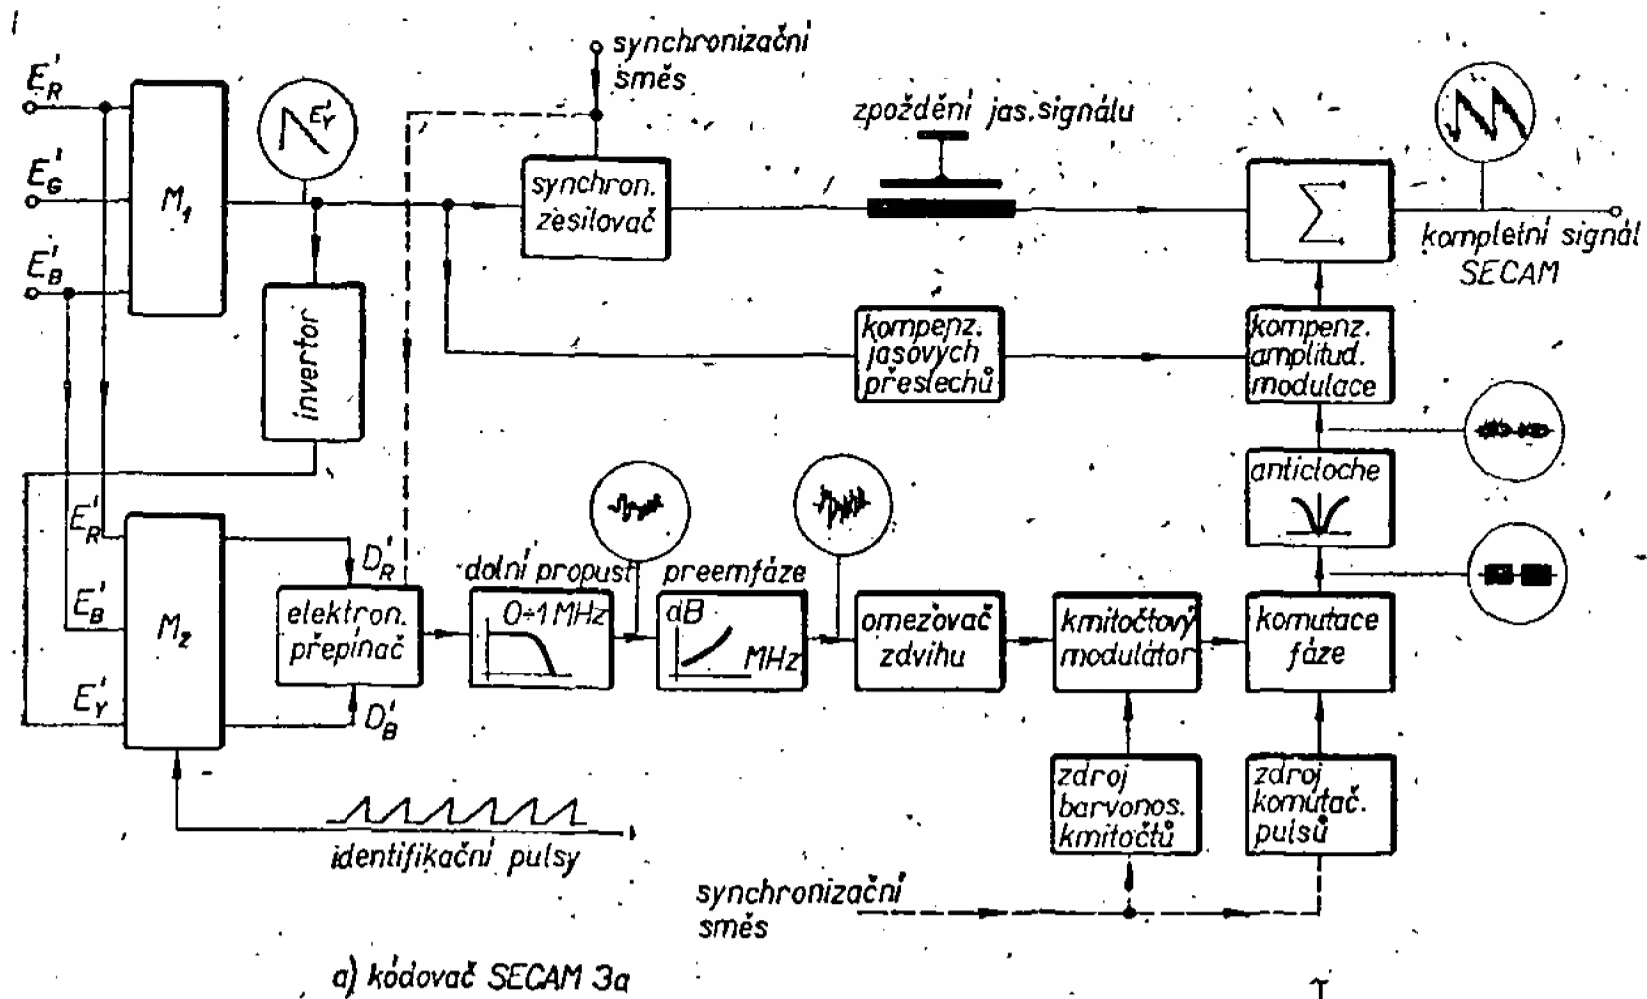 synchronizační
směs
E'R
M1
E'Y
zpoždění jas. signálu
E'G
synchron.
zesilovač
Σ
kompletní signál
SECAM
E'B
invertor
kompenz.
jasových
přeslechů
kompenz.
amplitud.
modulace
anticloche
E'R
D'R
dolní propust
preemfáze
E'B
M2
elektron.
přepínač
0÷1 MHz
dB
MHz
omezovač
zdvihu
kmitočtový
modulátor
komutace
fáze
E'Y
D'B
zdroj
barvonos.
kmitočtů
zdroj
komutač.
pulsů
identifikační pulsy
synchronizační
směs
a) kódovač SECAM 3a